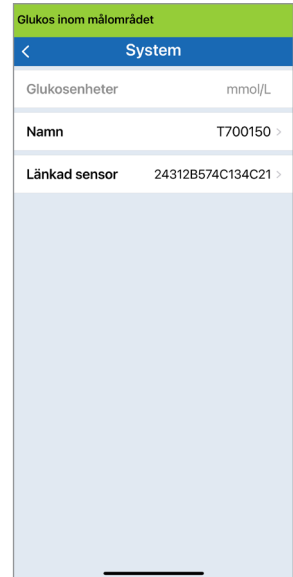 Glukos inom målområdet
System
Glukosenheter mmol/L
Namn T700150
Länkad sensor 24312B574C134C21